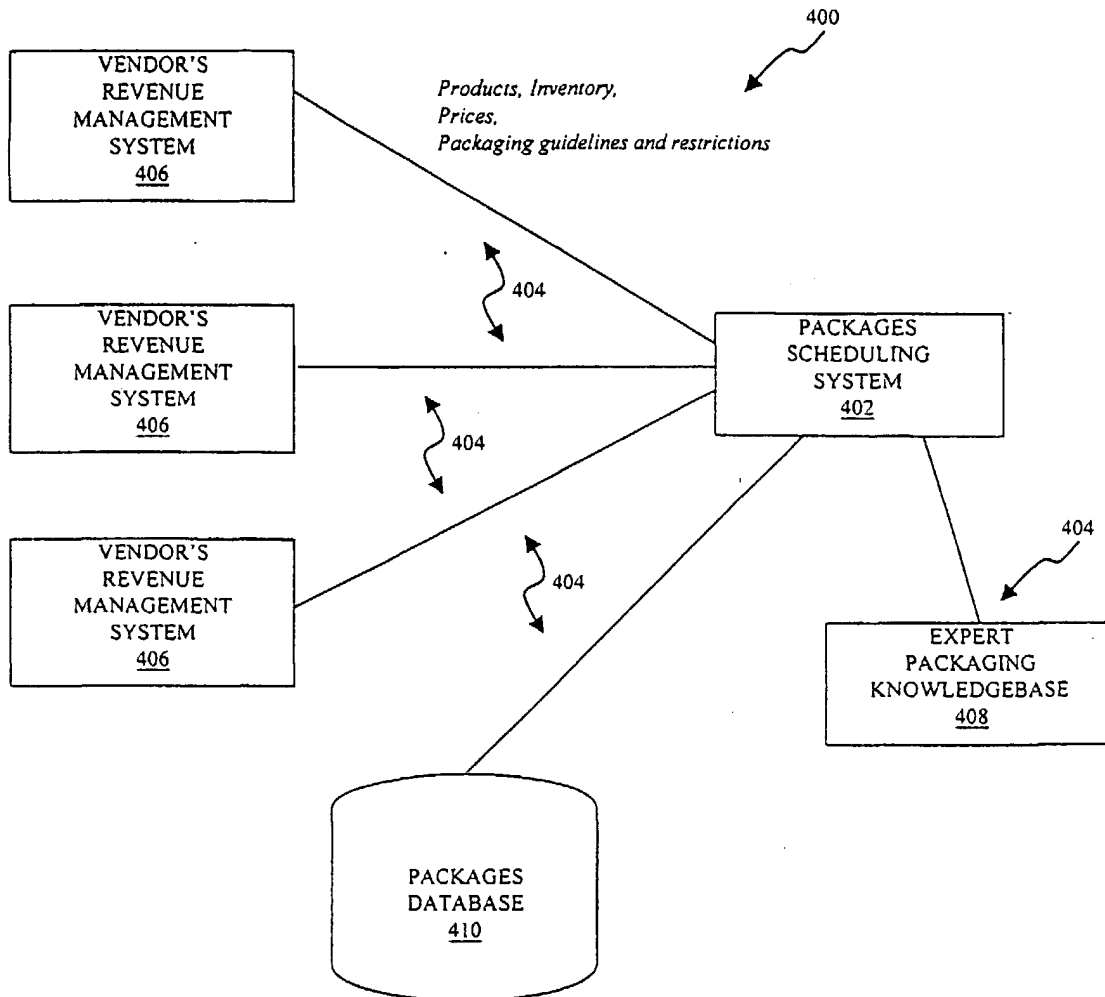 400
VENDOR'S
REVENUE
MANAGEMENT
SYSTEM
406
Products, Inventory,
Prices,
Packaging guidelines and restrictions
404
VENDOR'S
REVENUE
MANAGEMENT
SYSTEM
406
PACKAGES
SCHEDULING
SYSTEM
402
404
VENDOR'S
REVENUE
MANAGEMENT
SYSTEM
406
404
404
EXPERT
PACKAGING
KNOWLEDGEBASE
408
PACKAGES
DATABASE
410